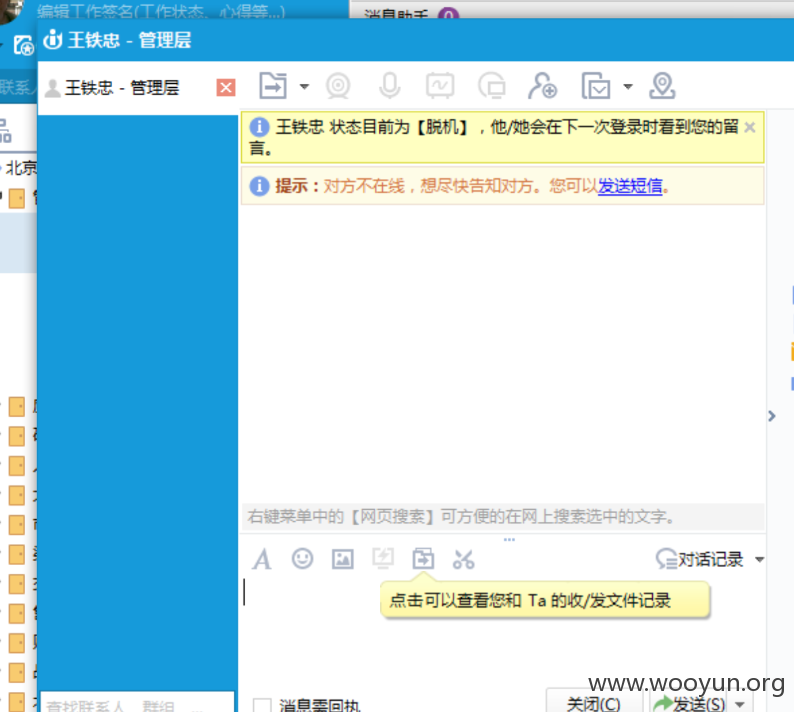 编辑工作签名(工作状态、心得等...)
消息助手
王铁忠 - 管理层
联系人
王铁忠 - 管理层
王铁忠 状态目前为【脱机】，他/她会在下一次登录时看到您的留
言。
北京
提示：对方不在线，想尽快告知对方。您可以发送短信。
右键菜单中的【网页搜索】可方便的在网上搜索选中的文字。
对话记录
点击可以查看您和 Ta 的收/发文件记录
www.wooyun.org
查找联系人、群组 ...
消息需回执
关闭(C)
发送(S)